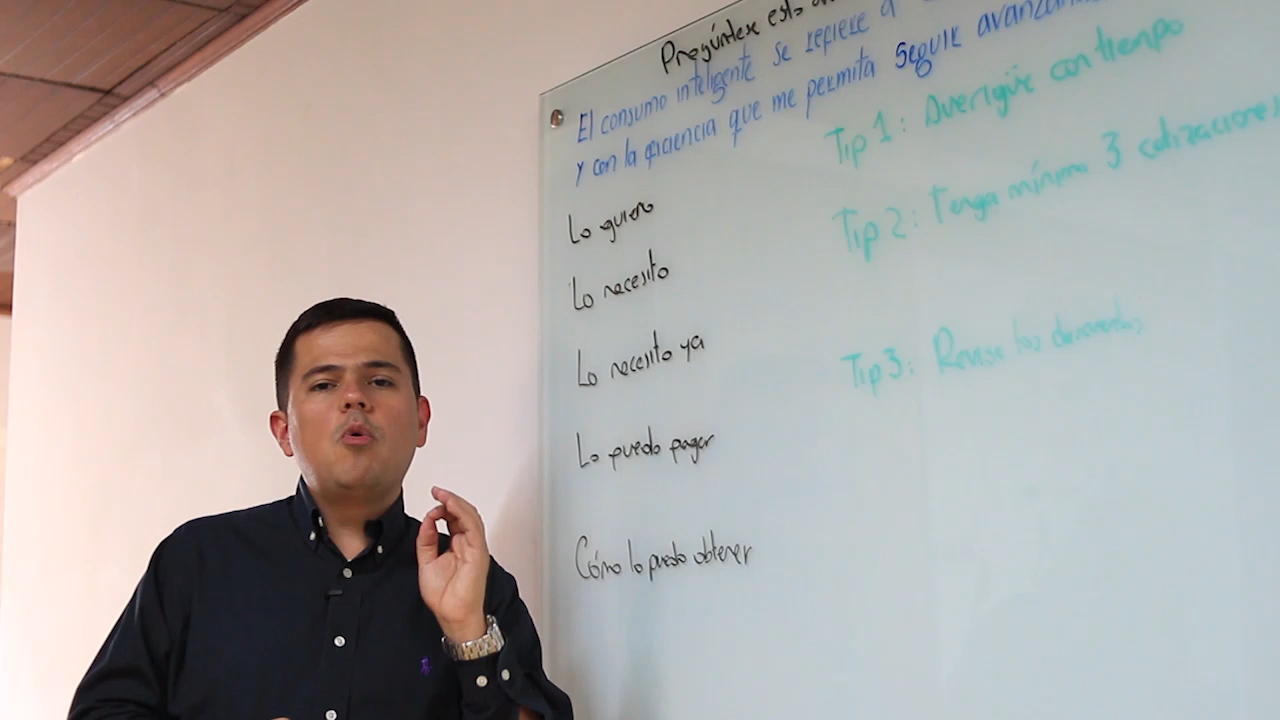 Pregúntese esto
El consumo inteligente se refiere a
y con la eficiencia que me permita seguir avanzando
Lo quiero
Lo necesito
Lo necesito ya
Lo puedo pagar
Cómo lo puedo obtener
Tip 1: Averigüe con tiempo
Tip 2: Tenga mínimo 3 cotizaciones
Tip 3: Revise los